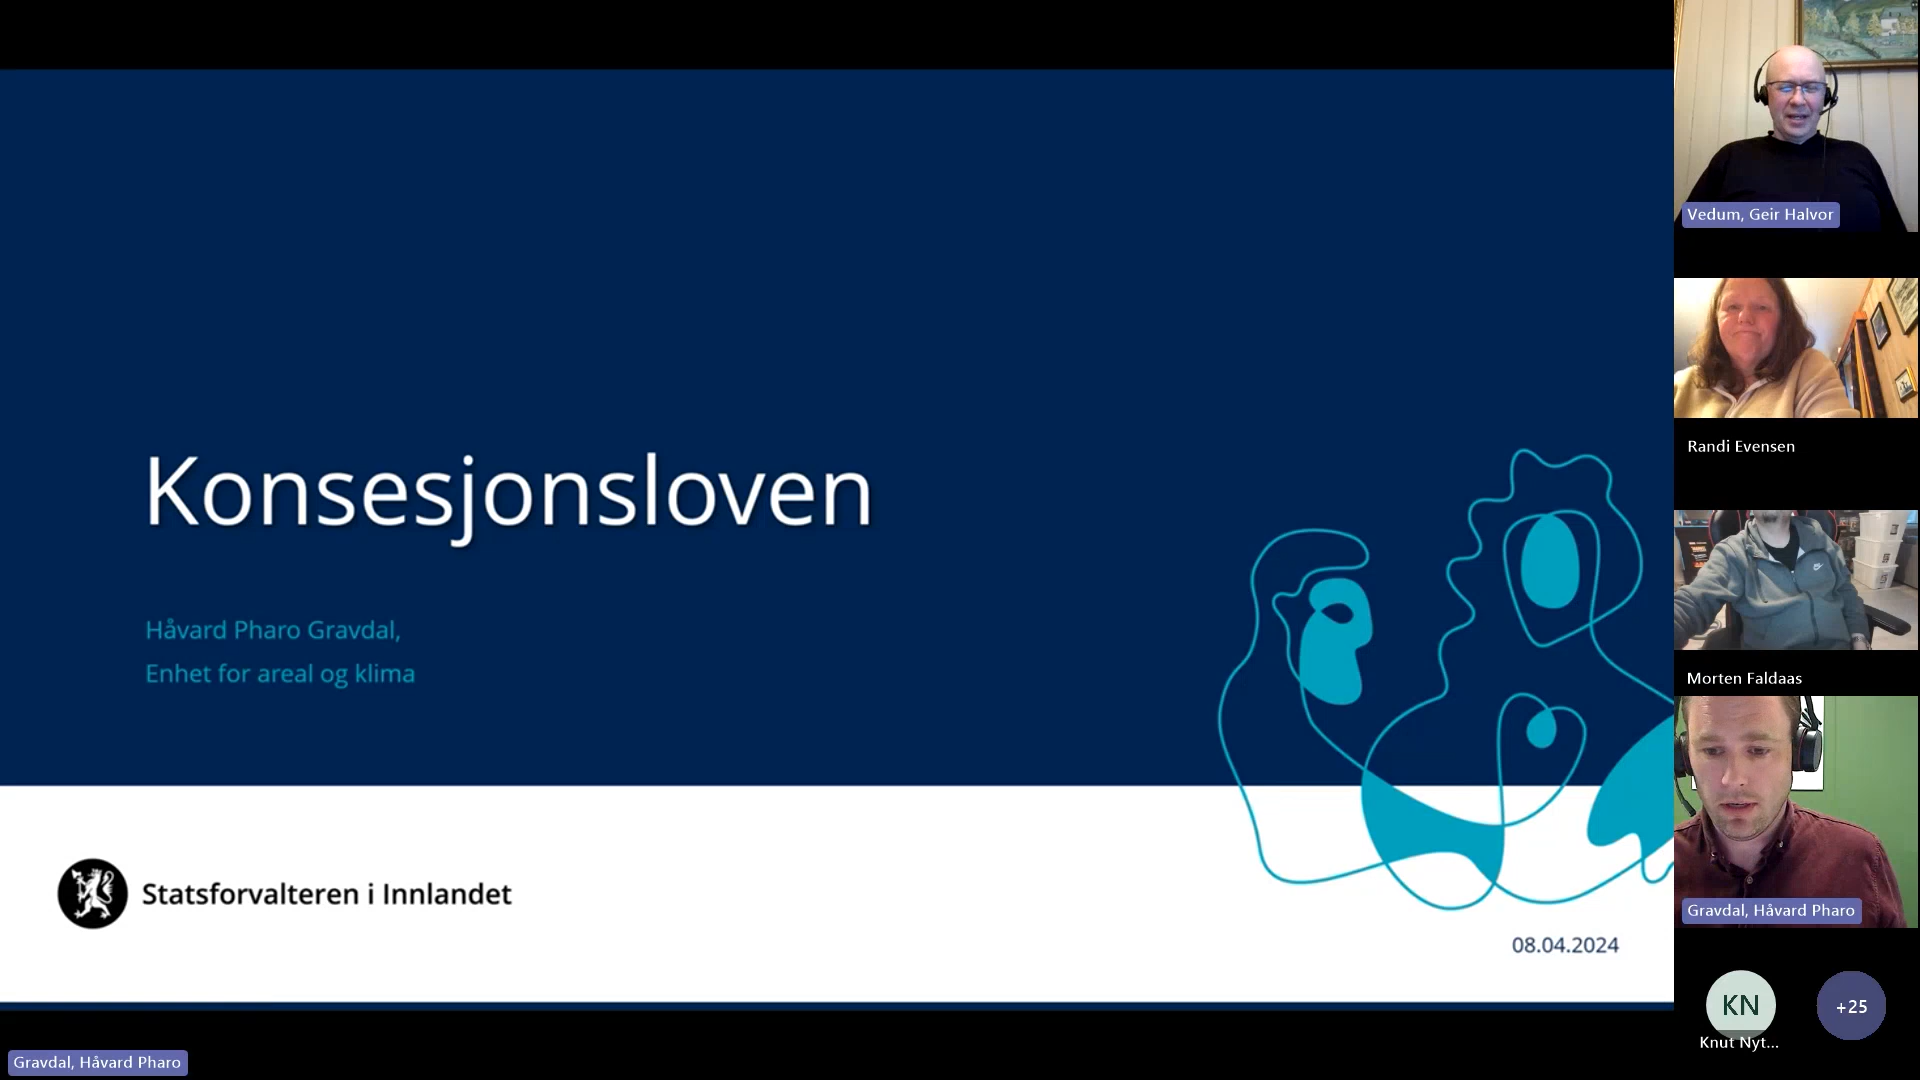 Konsesjonsloven
Håvard Pharo Gravdal,
Enhet for areal og klima
Statsforvalteren i Innlandet
08.04.2024
Gravdal, Håvard Pharo
Vedum, Geir Halvor
Randi Evensen
Morten Faldaas
Gravdal, Håvard Pharo
KN
+25
Knut Nyt...